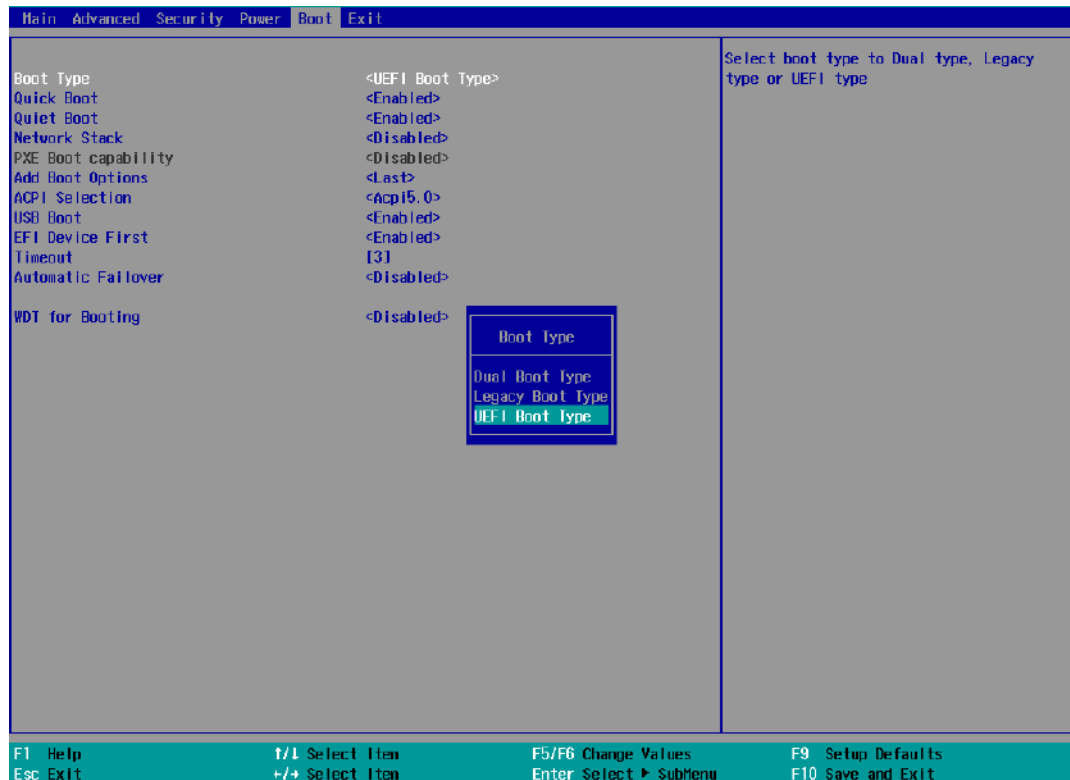 Main Advanced Security Power Boot Exit
Select boot type to Dual type, Legacy
type or UEFI type
Boot Type <UEFI Boot Type>
Quick Boot <Enabled>
Quiet Boot <Enabled>
Network Stack <Disabled>
PXE Boot capability <Disabled>
Add Boot Options <Last>
ACPI Selection <Acpi5.0>
USB Boot <Enabled>
EFI Device First <Enabled>
Timeout [3]
Automatic Failover <Disabled>
WDT for Booting <Disabled>
Boot Type
Dual Boot Type
Legacy Boot Type
UEFI Boot Type
F1 Help ↑/↓ Select Item F5/F6 Change Values F9 Setup Defaults
Esc Exit ←/→ Select Item Enter Select ▶ SubMenu F10 Save and Exit